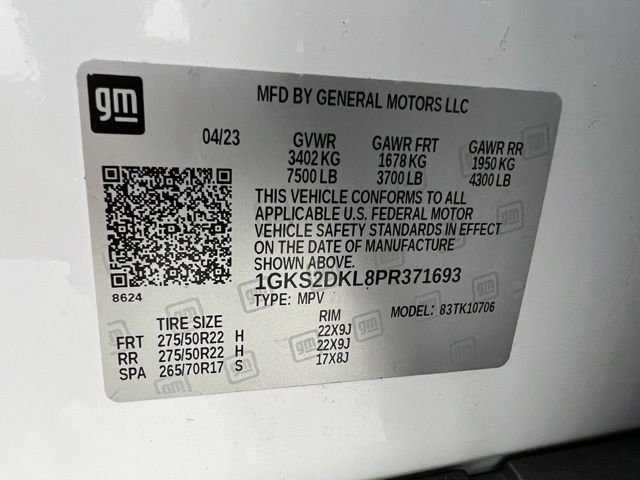 gm
MFD BY GENERAL MOTORS LLC
04/23 GVWR GAWR FRT GAWR RR
3402 KG 1678 KG 1950 KG
7500 LB 3700 LB 4300 LB
THIS VEHICLE CONFORMS TO ALL
APPLICABLE U.S. FEDERAL MOTOR
VEHICLE SAFETY STANDARDS IN EFFECT
ON THE DATE OF MANUFACTURE
SHOWN ABOVE.
1GKS2DKL8PR371693
8624
TYPE: MPV MODEL: 83TK10706
TIRE SIZE RIM
FRT 275/50R22 H 22X9J
RR 275/50R22 H 22X9J
SPA 265/70R17 S 17X8J